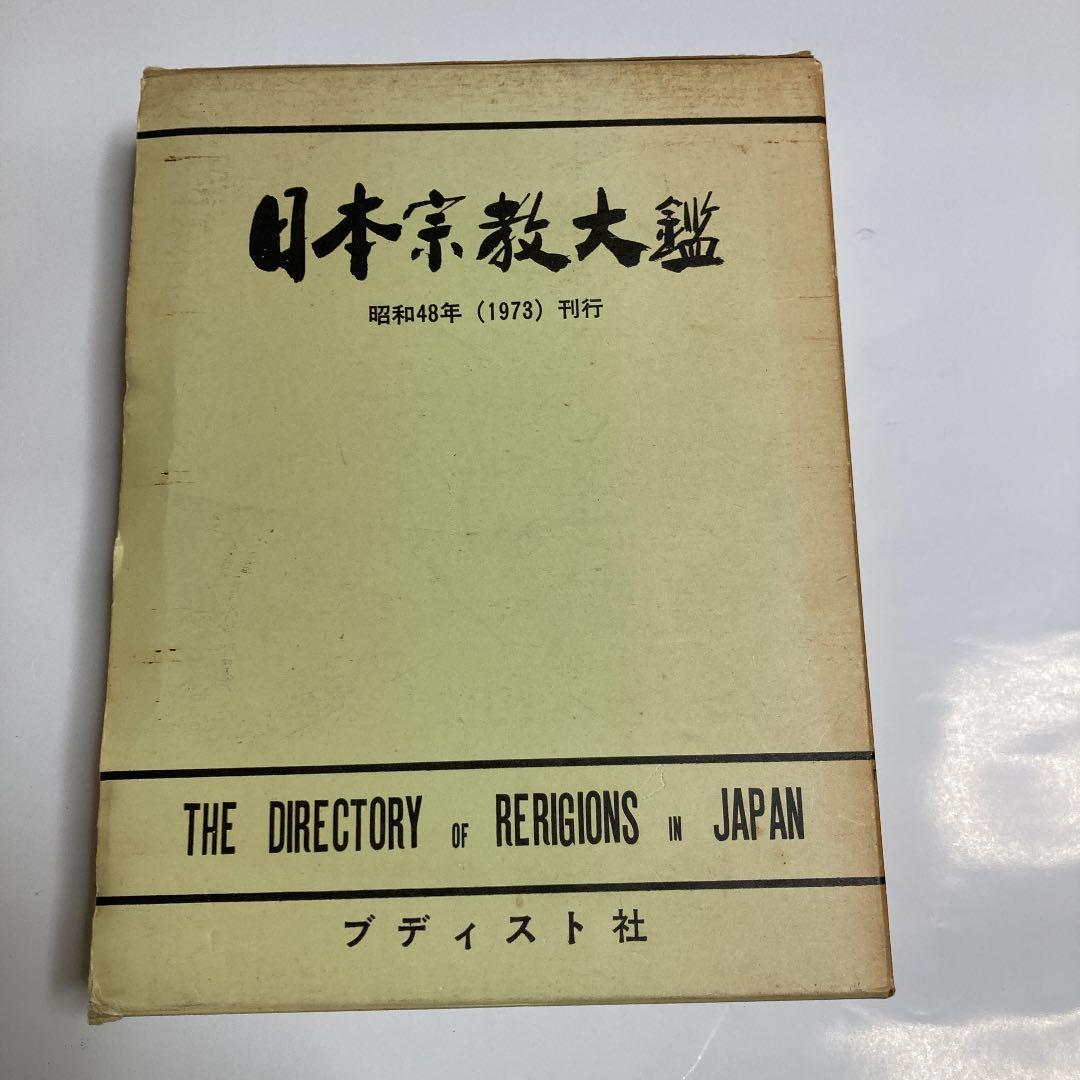 日本宗教大鑑
昭和48年（1973）刊行
THE DIRECTORY OF RERIGIONS IN JAPAN
ブディスト社